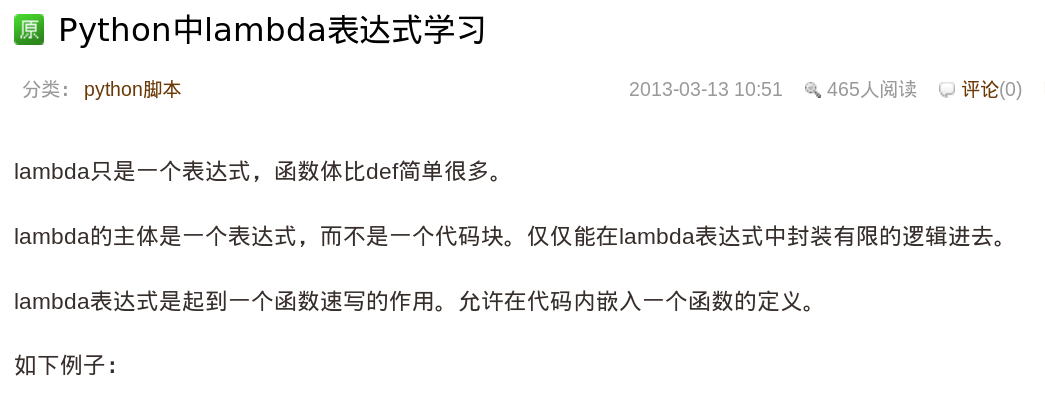 原 Python中lambda表达式学习
分类： python脚本 2013-03-13 10:51 465人阅读 评论(0)
lambda只是一个表达式，函数体比def简单很多。
lambda的主体是一个表达式，而不是一个代码块。仅仅能在lambda表达式中封装有限的逻辑进去。
lambda表达式是起到一个函数速写的作用。允许在代码内嵌入一个函数的定义。
如下例子：